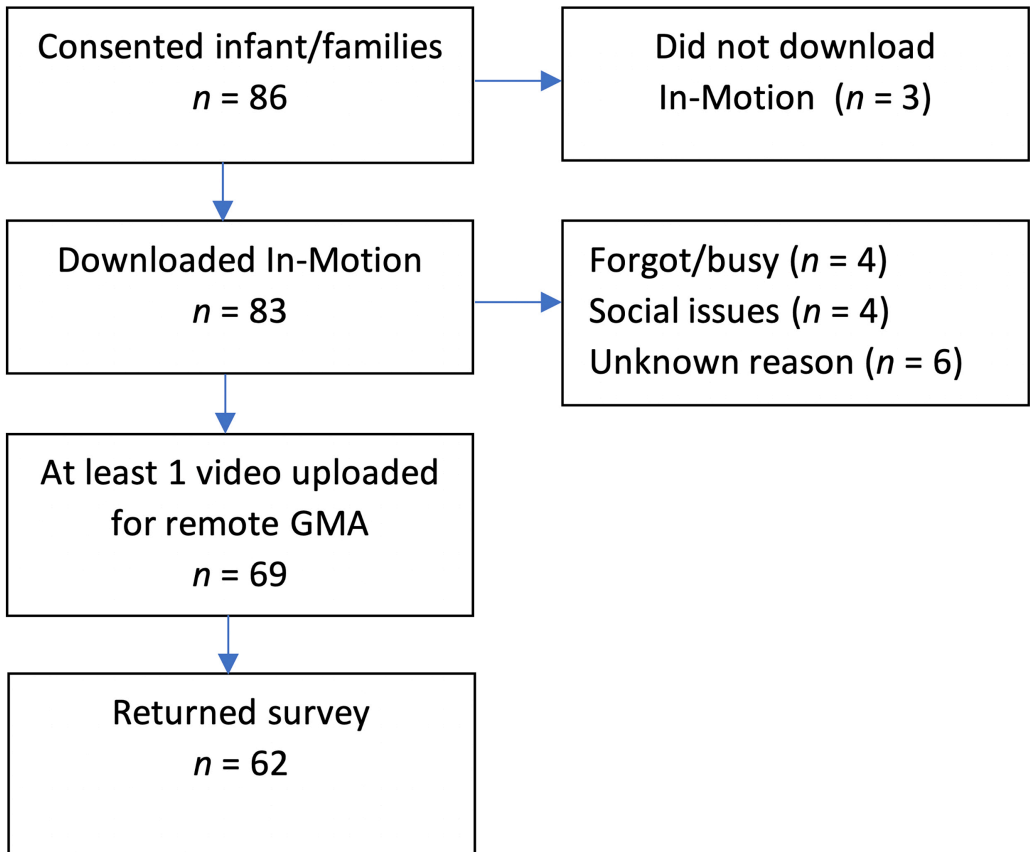 Consented infant/families
n = 86
Did not download
In-Motion (n = 3)
Downloaded In-Motion
n = 83
Forgot/busy (n = 4)
Social issues (n = 4)
Unknown reason (n = 6)
At least 1 video uploaded
for remote GMA
n = 69
Returned survey
n = 62